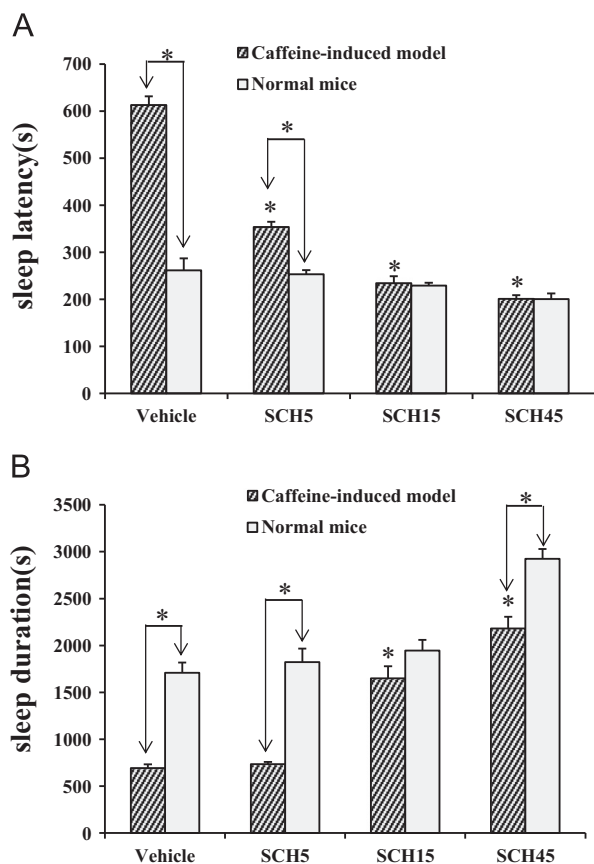 A
Caffeine-induced model
Normal mice
sleep latency(s)
700
600
500
400
300
200
100
0
*
*
*
*
*
Vehicle SCH5 SCH15 SCH45
B
Caffeine-induced model
Normal mice
sleep duration(s)
3500
3000
2500
2000
1500
1000
500
0
*
*
*
*
*
Vehicle SCH5 SCH15 SCH45